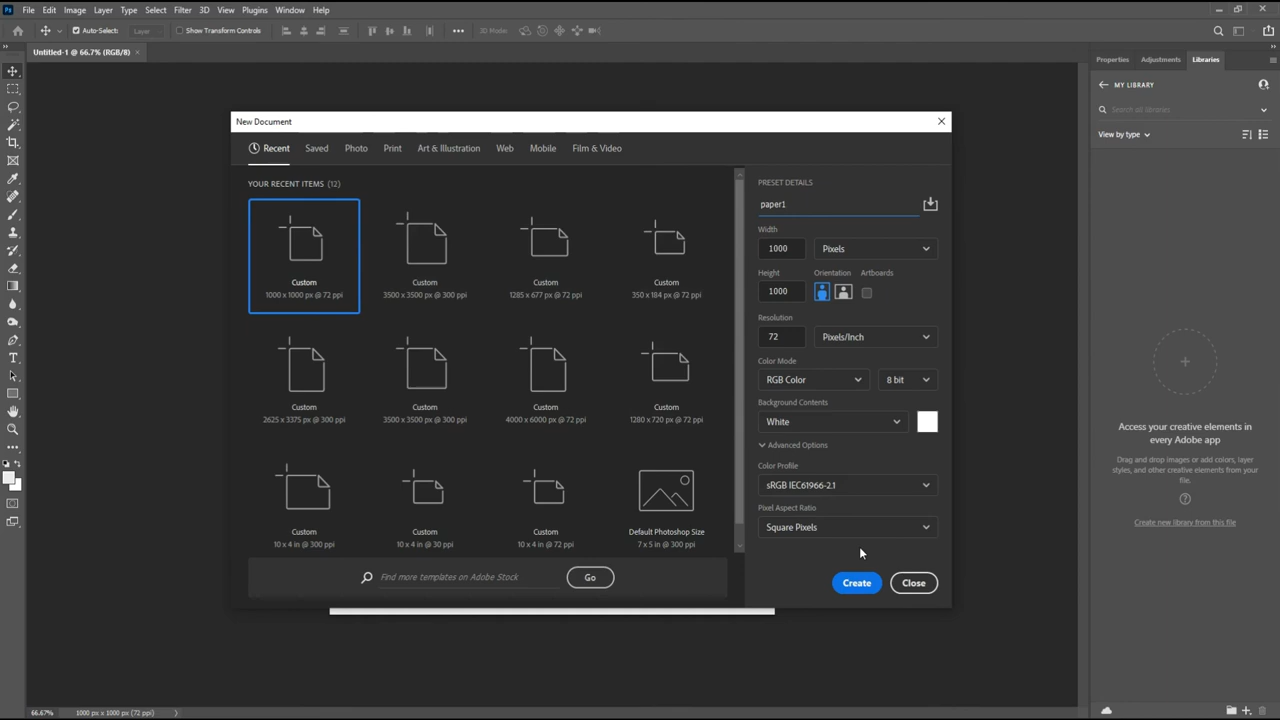 Ps File Edit Image Layer Type Select Filter 3D View Plugins Window Help
Auto-Select: Layer Show Transform Controls 3D Mode:
Untitled-1 @ 66.7% (RGB/8) ×
Properties Adjustments Libraries
MY LIBRARY
Search all libraries
View by type
New Document
Recent Saved Photo Print Art & Illustration Web Mobile Film & Video
YOUR RECENT ITEMS (12)
Custom
1000 x 1000 px @ 72 ppi
Custom
3500 x 3500 px @ 300 ppi
Custom
1285 x 677 px @ 72 ppi
Custom
350 x 184 px @ 72 ppi
Custom
2625 x 3375 px @ 300 ppi
Custom
3500 x 3500 px @ 300 ppi
Custom
4000 x 6000 px @ 72 ppi
Custom
1280 x 720 px @ 72 ppi
Custom
10 x 4 in @ 300 ppi
Custom
10 x 4 in @ 30 ppi
Custom
10 x 4 in @ 72 ppi
Default Photoshop Size
7 x 5 in @ 300 ppi
Find more templates on Adobe Stock Go
PRESET DETAILS
paper1
Width
1000 Pixels
Height Orientation Artboards
1000
Resolution
72 Pixels/Inch
Color Mode
RGB Color 8 bit
Background Contents
White
Advanced Options
Color Profile
sRGB IEC61966-2.1
Pixel Aspect Ratio
Square Pixels
Create Close
Access your creative elements in
every Adobe app
Drag and drop images or add colors, layer
styles, and other creative elements from your
file.
Create new library from this file
66.67% 1000 px x 1000 px (72 ppi)